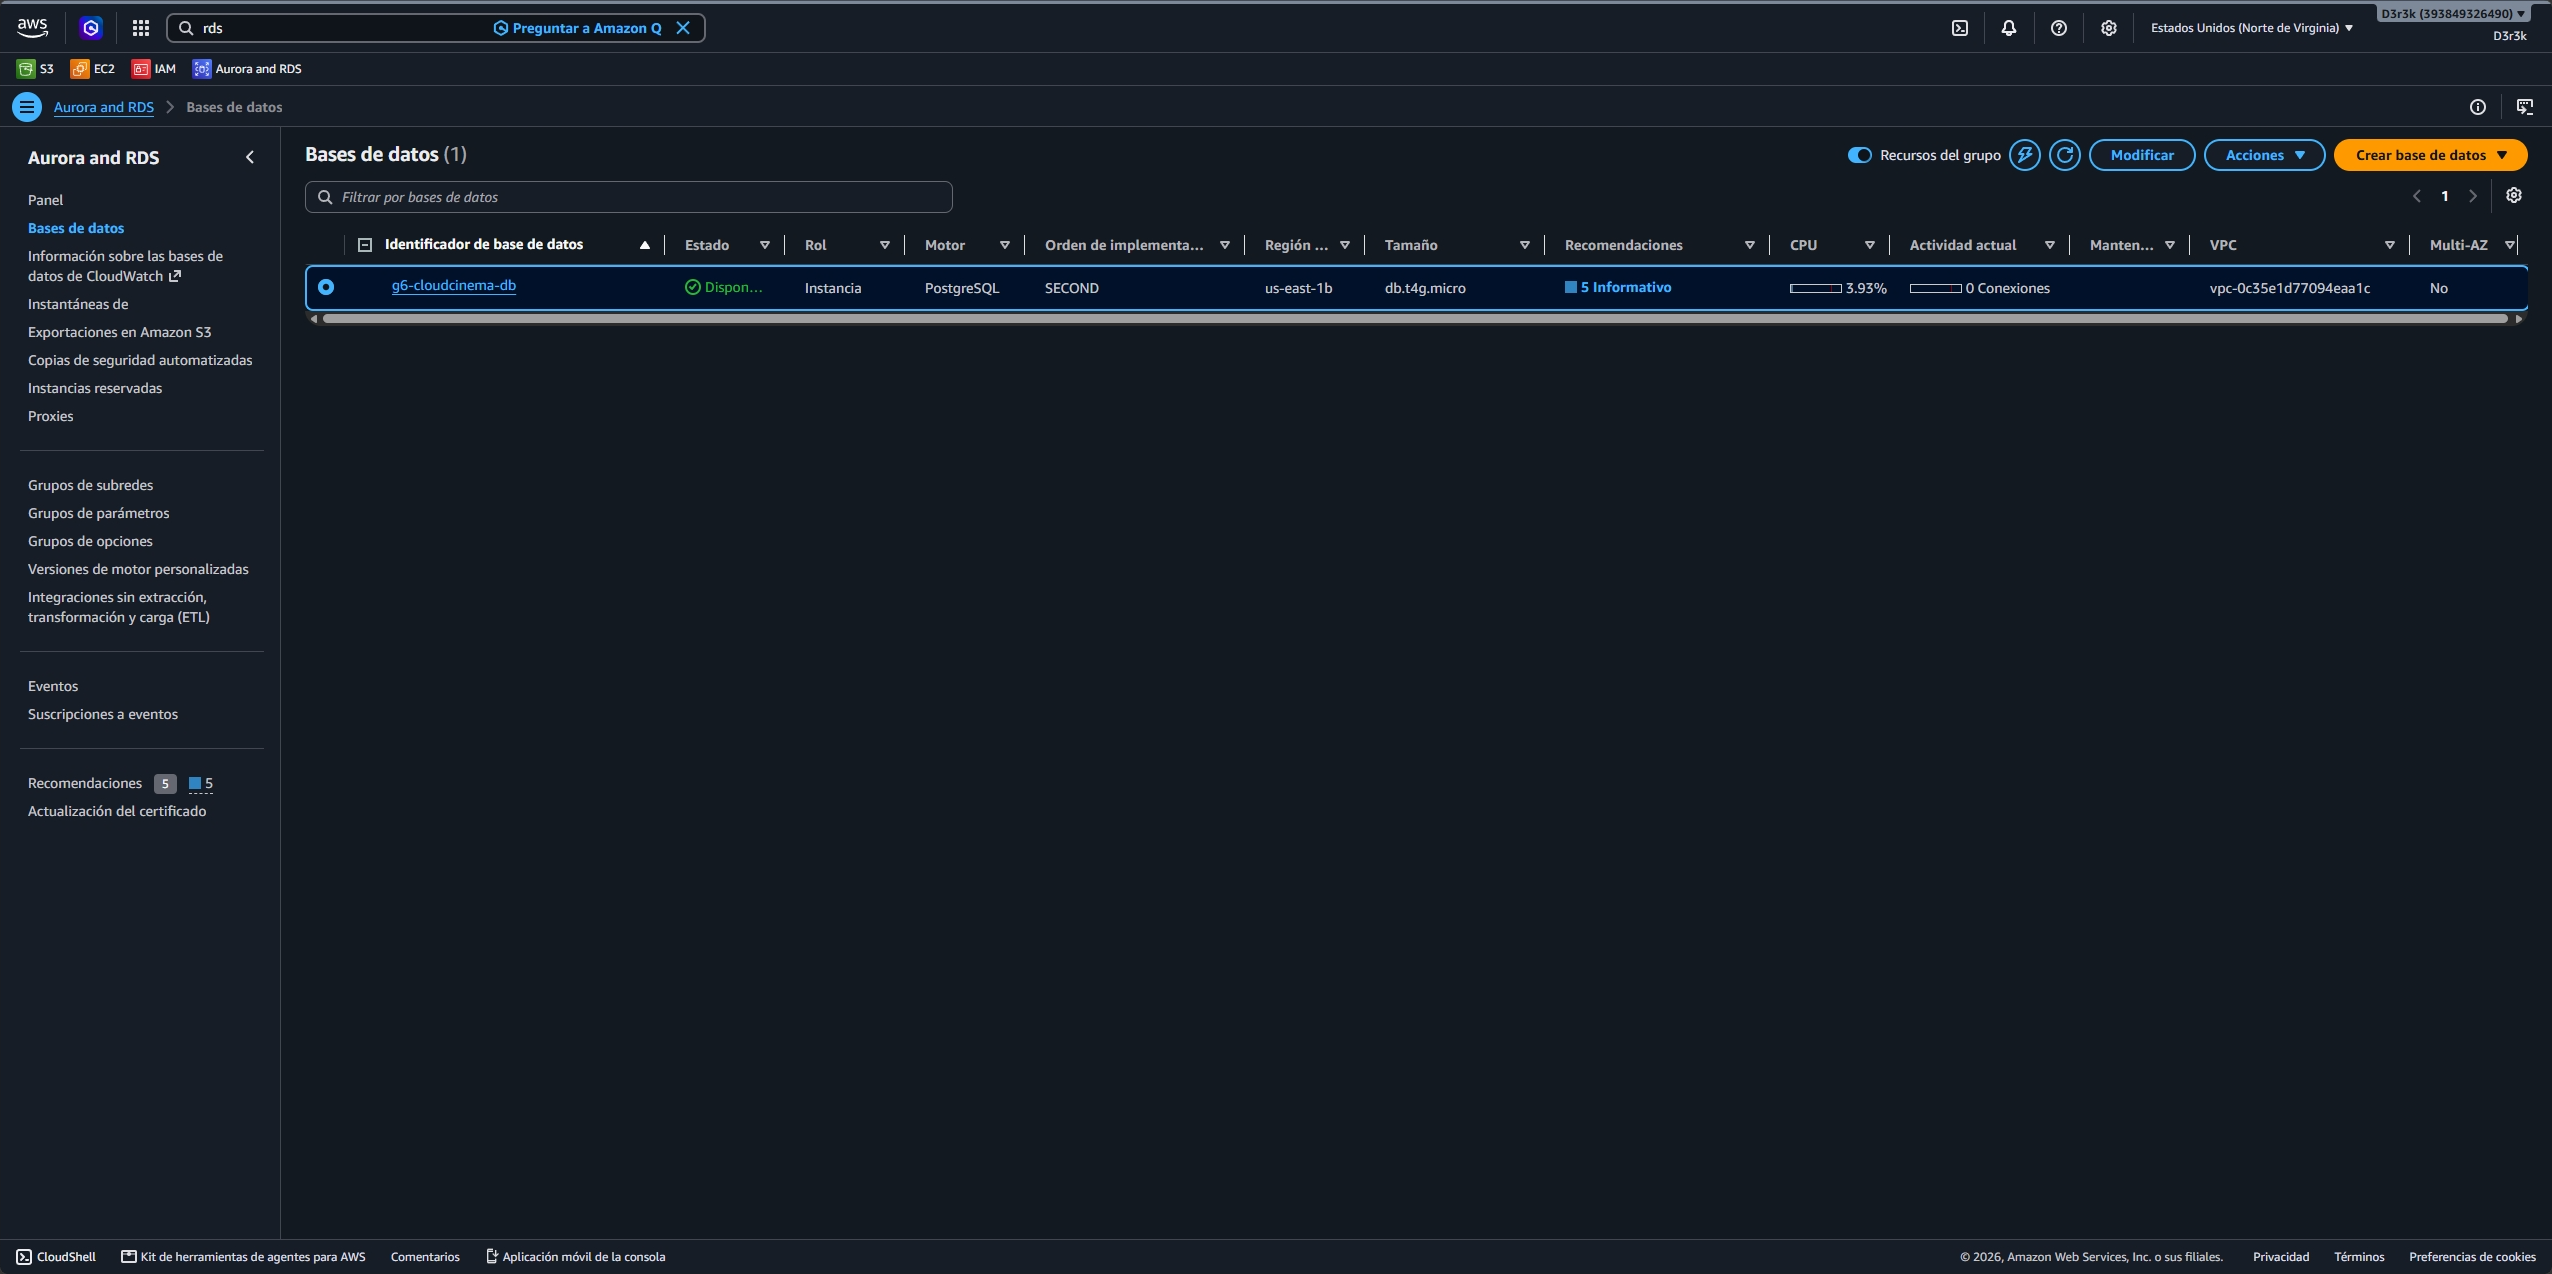 aws
rds
Preguntar a Amazon Q
Estados Unidos (Norte de Virginia)
D3r3k (393849326490)
D3r3k
S3
EC2
IAM
Aurora and RDS
Aurora and RDS
Bases de datos
Aurora and RDS
Panel
Bases de datos
Información sobre las bases de
datos de CloudWatch
Instantáneas de
Exportaciones en Amazon S3
Copias de seguridad automatizadas
Instancias reservadas
Proxies
Grupos de subredes
Grupos de parámetros
Grupos de opciones
Versiones de motor personalizadas
Integraciones sin extracción,
transformación y carga (ETL)
Eventos
Suscripciones a eventos
Recomendaciones 5 5
Actualización del certificado
Bases de datos (1)
Recursos del grupo
Modificar
Acciones
Crear base de datos
Filtrar por bases de datos
1
Identificador de base de datos Estado Rol Motor Orden de implementa... Región ... Tamaño Recomendaciones CPU Actividad actual Manten... VPC Multi-AZ
g6-cloudcinema-db Dispon... Instancia PostgreSQL SECOND us-east-1b db.t4g.micro 5 Informativo 3.93% 0 Conexiones vpc-0c35e1d77094eaa1c No
CloudShell
Kit de herramientas de agentes para AWS
Comentarios
Aplicación móvil de la consola
© 2026, Amazon Web Services, Inc. o sus filiales.
Privacidad
Términos
Preferencias de cookies